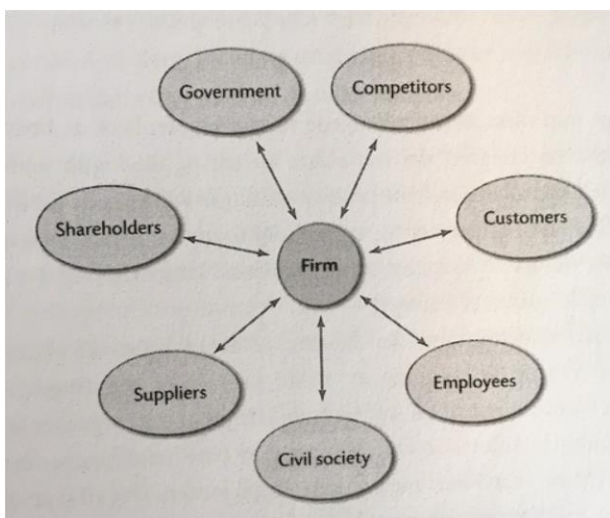 Government
Competitors
Shareholders
Customers
Firm
Suppliers
Employees
Civil society